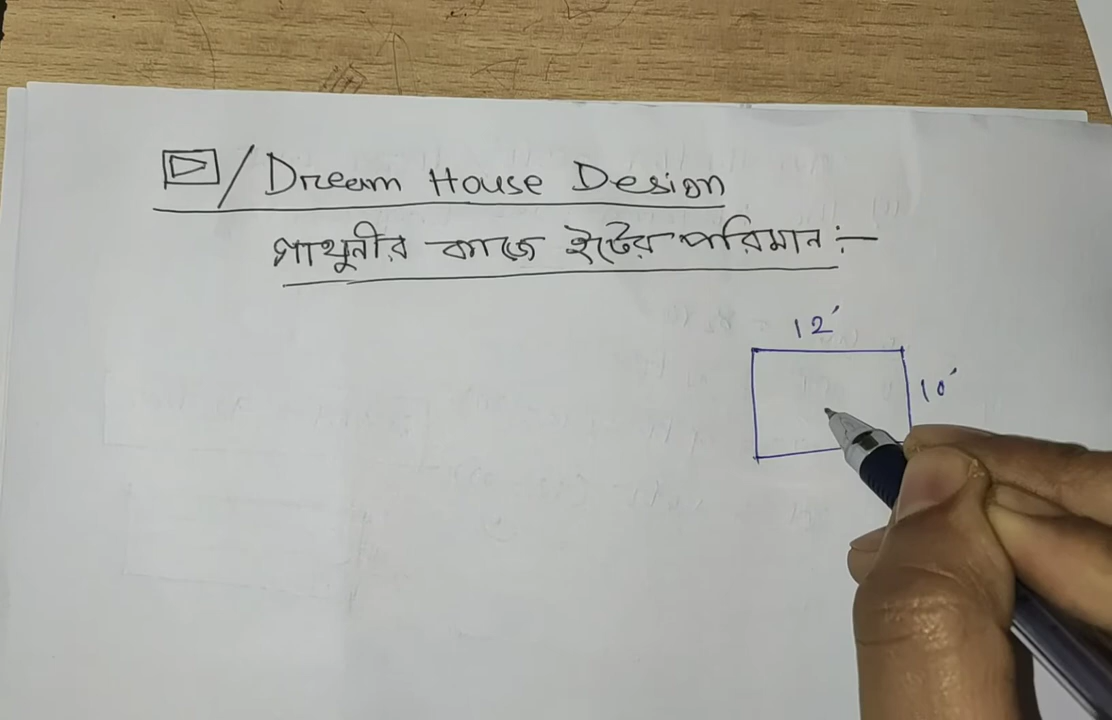 / Dream House Design
গাথুনীর কাজে ইটের পরিমান :—
12'
10'